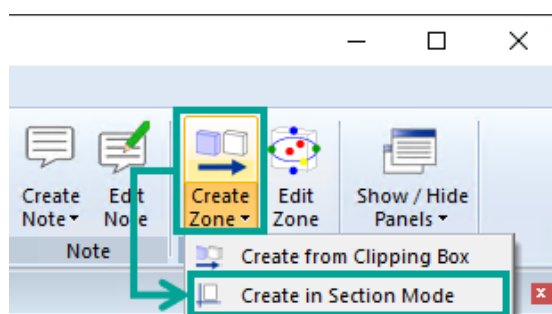 Create Edit Create Edit Show / Hide
Note Note Zone Zone Panels
Note
Create from Clipping Box
Create in Section Mode